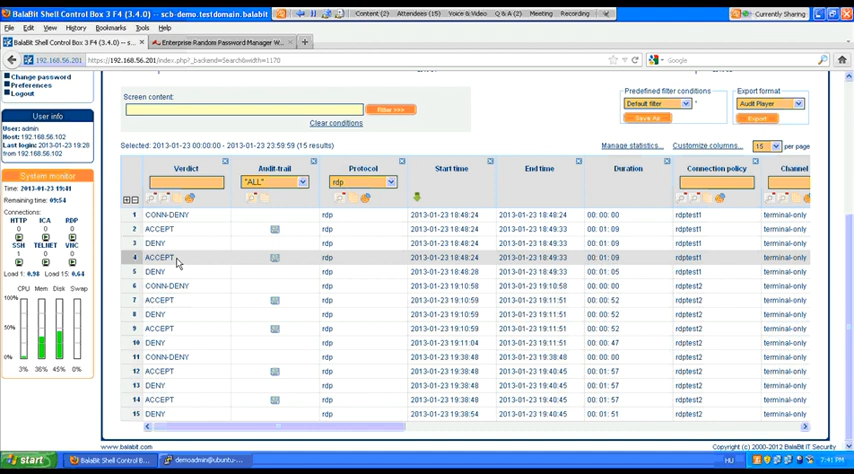 BalaBit Shell Control Box 3 F4 (3.4.0) -- scb-demo.testdomain.balabit
Content (2) Attendees (15) Voice & Video Q & A (2) Meeting Recording
Currently Sharing
File Edit View History Bookmarks Tools Help
BalaBit Shell Control Box 3 F4 (3.4.0) -- s...
Enterprise Random Password Manager W...
192.168.56.201
https://192.168.56.201/index.php?_backend=Search&width=1170
Google
Change password
Preferences
Logout
User info
User: admin
Host: 192.168.56.102
Last login: 2013-01-23 19:28
from 192.168.56.102
System monitor
Time: 2013-01-23 19:41
Remaining time: 09:54
Connections:
HTTP ICA RDP
0 0 0
SSH TELNET VNC
1 0 0
Load 1: 0.98 Load 15: 0.64
CPU Mem Disk Swap
100%
50%
0%
3% 36% 45% 0%
Screen content:
Filter >>>
Clear conditions
Predefined filter conditions
Default filter *
Save As
Export format
Audit Player
Export
Selected: 2013-01-23 00:00:00 - 2013-01-23 23:59:59 (15 results)
Manage statistics... Customize columns... 15 per page
Verdict Audit-trail Protocol Start time End time Duration Connection policy Channel
"ALL" rdp
1 CONN-DENY rdp 2013-01-23 18:48:24 2013-01-23 18:48:24 00: 00: 00 rdptest1 terminal-only
2 ACCEPT rdp 2013-01-23 18:48:24 2013-01-23 18:49:33 00: 01: 09 rdptest1 terminal-only
3 DENY rdp 2013-01-23 18:48:24 2013-01-23 18:49:33 00: 01: 09 rdptest1 terminal-only
4 ACCEPT rdp 2013-01-23 18:48:24 2013-01-23 18:49:33 00: 01: 09 rdptest1 terminal-only
5 DENY rdp 2013-01-23 18:48:28 2013-01-23 18:49:33 00: 01: 05 rdptest1 terminal-only
6 CONN-DENY rdp 2013-01-23 19:10:58 2013-01-23 19:10:58 00: 00: 00 rdptest2 terminal-only
7 ACCEPT rdp 2013-01-23 19:10:58 2013-01-23 19:11:51 00: 00: 52 rdptest2 terminal-only
8 DENY rdp 2013-01-23 19:10:58 2013-01-23 19:11:51 00: 00: 52 rdptest2 terminal-only
9 ACCEPT rdp 2013-01-23 19:10:58 2013-01-23 19:11:51 00: 00: 52 rdptest2 terminal-only
10 DENY rdp 2013-01-23 19:11:04 2013-01-23 19:11:51 00: 00: 47 rdptest2 terminal-only
11 CONN-DENY rdp 2013-01-23 19:38:48 2013-01-23 19:38:48 00: 00: 00 rdptest2 terminal-only
12 ACCEPT rdp 2013-01-23 19:38:48 2013-01-23 19:40:45 00: 01: 57 rdptest2 terminal-only
13 DENY rdp 2013-01-23 19:38:48 2013-01-23 19:40:45 00: 01: 57 rdptest2 terminal-only
14 ACCEPT rdp 2013-01-23 19:38:48 2013-01-23 19:40:45 00: 01: 57 rdptest2 terminal-only
15 DENY rdp 2013-01-23 19:38:54 2013-01-23 19:40:45 00: 01: 51 rdptest2 terminal-only
www.balabit.com
Copyright (c) 2000-2012 BalaBit IT Security
start
BalaBit Shell Control B...
demoadmin@ubuntu-...
HU
7:41 PM